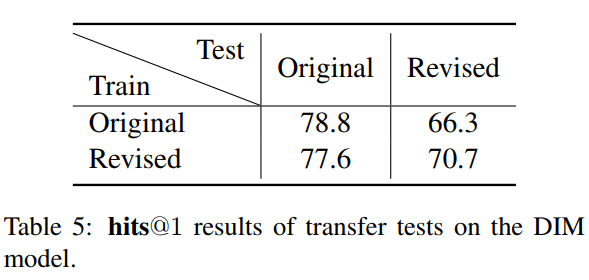 Test
Train
Original Revised
Original 78.8 66.3
Revised 77.6 70.7
Table 5: hits@1 results of transfer tests on the DIM
model.